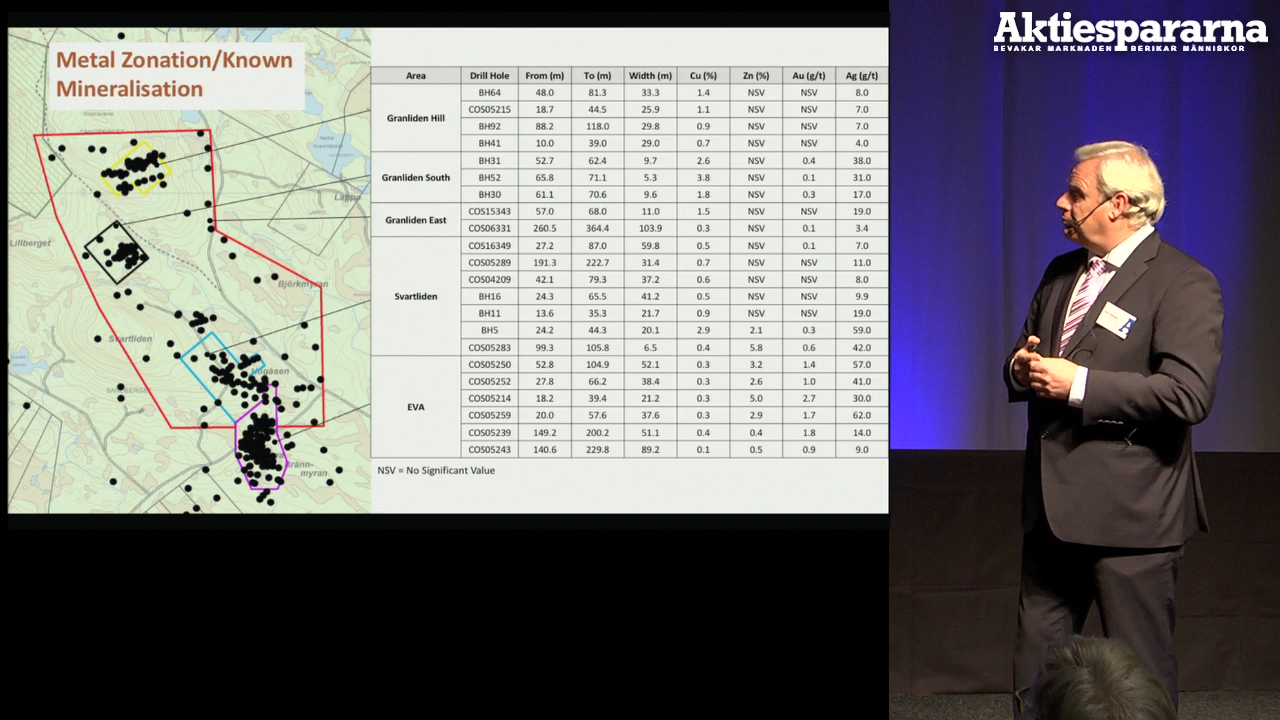 Aktiespararna
BEVAKAR MARKNADEN BERIKAR MÄNNISKOR
Metal Zonation/Known
Mineralisation
Lillberget
Lappo
LAPPO
Björkmyran
Svartliden
Högåsen
Bränn-
myran
Area Drill Hole From (m) To (m) Width (m) Cu (%) Zn (%) Au (g/t) Ag (g/t)
Granliden Hill
BH64 48.0 81.3 33.3 1.4 NSV NSV 8.0
COS05215 18.7 44.5 25.9 1.1 NSV NSV 7.0
BH92 88.2 118.0 29.8 0.9 NSV NSV 7.0
BH41 10.0 39.0 29.0 0.7 NSV NSV 4.0
Granliden South
BH31 52.7 62.4 9.7 2.6 NSV 0.4 38.0
BH52 65.8 71.1 5.3 3.8 NSV 0.1 31.0
BH30 61.1 70.6 9.6 1.8 NSV 0.3 17.0
Granliden East
COS15343 57.0 68.0 11.0 1.5 NSV NSV 19.0
COS06331 260.5 364.4 103.9 0.3 NSV 0.1 3.4
Svartliden
COS16349 27.2 87.0 59.8 0.5 NSV 0.1 7.0
COS05289 191.3 222.7 31.4 0.7 NSV NSV 11.0
COS04209 42.1 79.3 37.2 0.6 NSV NSV 8.0
BH16 24.3 65.5 41.2 0.5 NSV NSV 9.9
BH11 13.6 35.3 21.7 0.9 NSV NSV 19.0
BH5 24.2 44.3 20.1 2.9 2.1 0.3 59.0
COS05283 99.3 105.8 6.5 0.4 5.8 0.6 42.0
EVA
COS05250 52.8 104.9 52.1 0.3 3.2 1.4 57.0
COS05252 27.8 66.2 38.4 0.3 2.6 1.0 41.0
COS05214 18.2 39.4 21.2 0.3 5.0 2.7 30.0
COS05259 20.0 57.6 37.6 0.3 2.9 1.7 62.0
COS05239 149.2 200.2 51.1 0.4 0.4 1.8 14.0
COS05243 140.6 229.8 89.2 0.1 0.5 0.9 9.0
NSV = No Significant Value